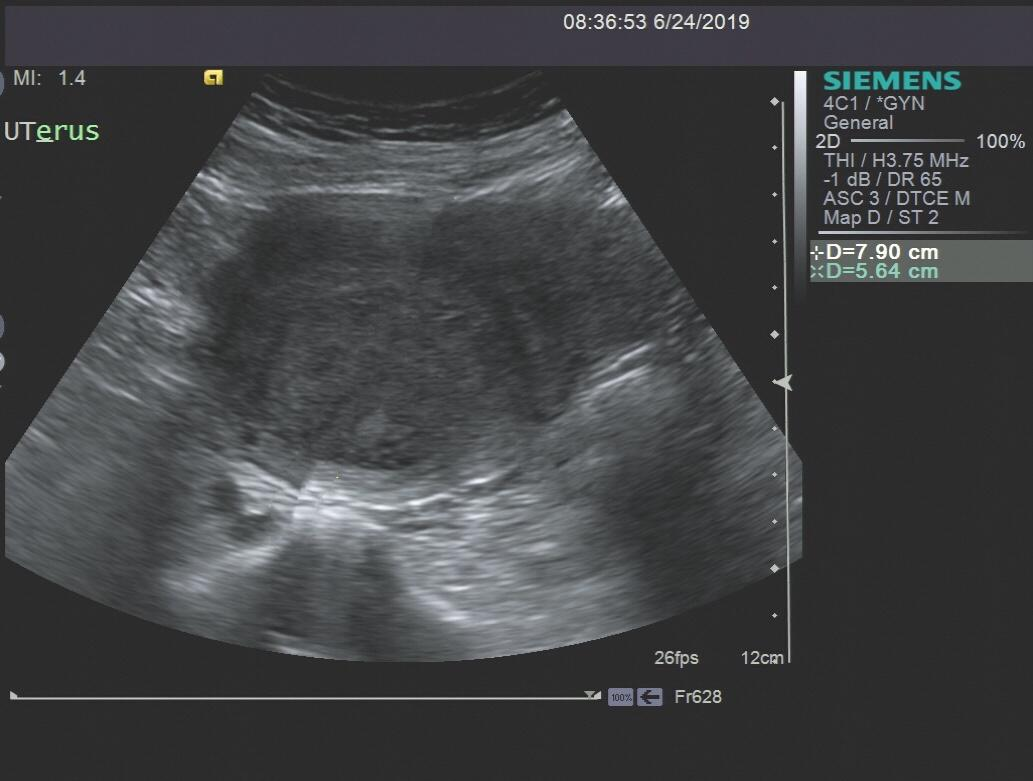 08:36:53 6/24/2019
MI: 1.4
UTerus
SIEMENS
4C1 / *GYN
General
2D 100%
THI / H3.75 MHz
-1 dB / DR 65
ASC 3 / DTCE M
Map D / ST 2
D=7.90 cm
D=5.64 cm
26fps 12cm
100% Fr628